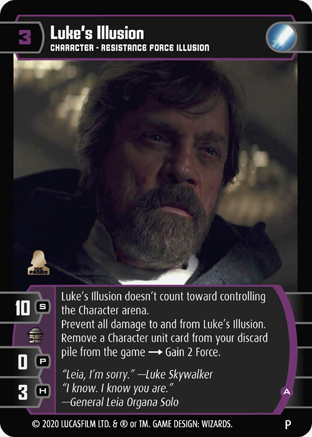 3
Luke's Illusion
CHARACTER • RESISTANCE FORCE ILLUSION
10 S
0 P
3 H
Luke's Illusion doesn't count toward controlling
the Character arena.
Prevent all damage to and from Luke's Illusion.
Remove a Character unit card from your discard
pile from the game → Gain 2 Force.
"Leia, I'm sorry." —Luke Skywalker
"I know. I know you are."
—General Leia Organa Solo
A
© 2020 LUCASFILM LTD. & ® or TM. GAME DESIGN: WIZARDS.
P